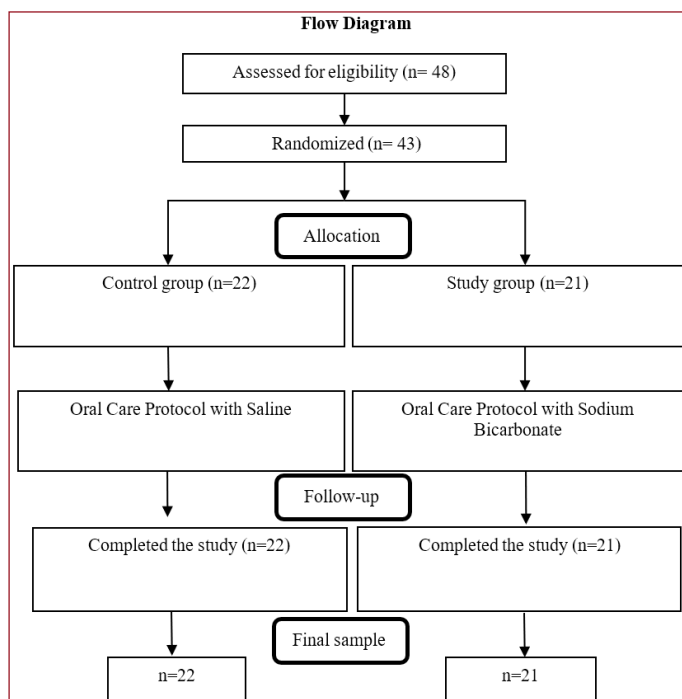 Flow Diagram
Assessed for eligibility (n= 48)
Randomized (n= 43)
Allocation
Control group (n=22)
Study group (n=21)
Oral Care Protocol with Saline
Oral Care Protocol with Sodium
Bicarbonate
Follow-up
Completed the study (n=22)
Completed the study (n=21)
Final sample
n=22
n=21